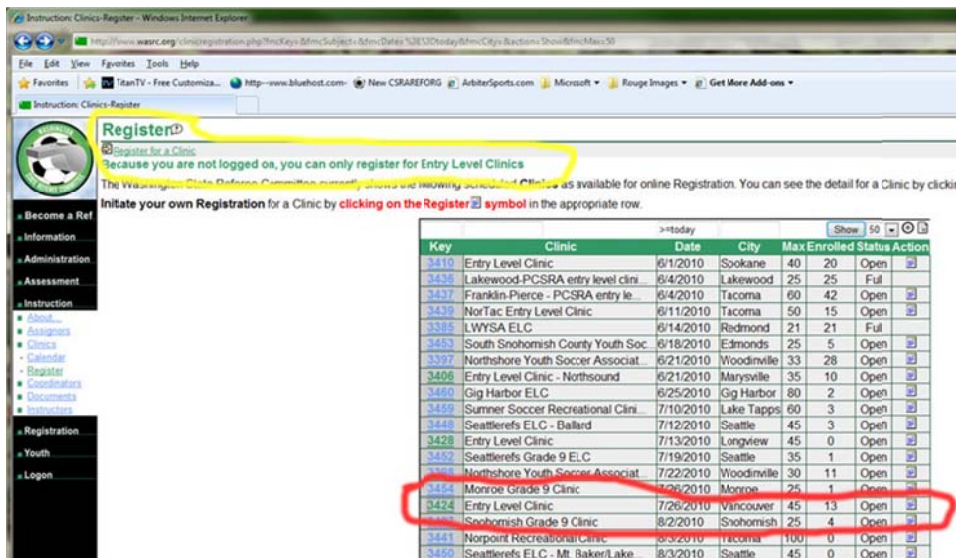 Instruction: Clinics-Register - Windows Internet Explorer
File Edit View Favorites Tools Help
Favorites TitanTV - Free Customiza... http--www.bluehost.com- New CSRAREFORG ArbiterSports.com Microsoft Rouge Images Get More Add-ons
Instruction: Clinics-Register
Register
Register for a Clinic
Because you are not logged on, you can only register for Entry Level Clinics
The Washington State Referee Committee currently shows the following scheduled Clinics as available for online Registration. You can see the detail for a Clinic by clickin
Initate your own Registration for a Clinic by clicking on the Register symbol in the appropriate row.
Become a Ref
Information
Administration
Assessment
Instruction
About...
Assignors
Clinics
Calendar
Register
Coordinators
Documents
Instructors
Registration
Youth
Logon
>=today Show 50
Key Clinic Date City Max Enrolled Status Action
3410 Entry Level Clinic 6/1/2010 Spokane 40 20 Open
3436 Lakewood-PCSRA entry level clini... 6/4/2010 Lakewood 25 25 Ful
3437 Franklin-Pierce - PCSRA entry le... 6/4/2010 Tacoma 60 42 Open
3439 NorTac Entry Level Clinic 6/11/2010 Tacoma 50 15 Open
3385 LWYSA ELC 6/14/2010 Redmond 21 21 Ful
3453 South Snohomish County Youth Soc... 6/18/2010 Edmonds 25 5 Open
3397 Northshore Youth Soccer Associat... 6/21/2010 Woodinville 33 28 Open
3406 Entry Level Clinic - Northsound 6/21/2010 Marysville 35 10 Open
3460 Gig Harbor ELC 6/25/2010 Gig Harbor 80 2 Open
3459 Sumner Soccer Recreational Clini... 7/10/2010 Lake Tapps 60 3 Open
3448 Seattlerefs ELC - Ballard 7/12/2010 Seattle 45 3 Open
3428 Entry Level Clinic 7/13/2010 Longview 45 0 Open
3452 Seattlerefs Grade 9 ELC 7/19/2010 Seattle 35 1 Open
3398 Northshore Youth Soccer Associat... 7/22/2010 Woodinville 30 11 Open
3454 Monroe Grade 9 Clinic 7/26/2010 Monroe 25 1 Open
3424 Entry Level Clinic 7/26/2010 Vancouver 45 13 Open
Snohomish Grade 9 Clinic 8/2/2010 Snohomish 25 4 Open
3441 Norpoint Recreational Clinic 8/3/2010 Tacoma 100 0 Open
3450 Seattlerefs ELC - Mt. Baker/Lake... 8/3/2010 Seattle 45 0 Open